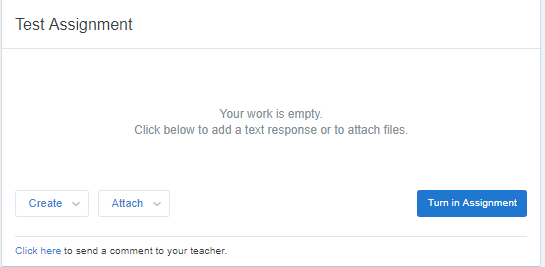 Test Assignment
Your work is empty.
Click below to add a text response or to attach files.
Create Attach Turn in Assignment
Click here to send a comment to your teacher.